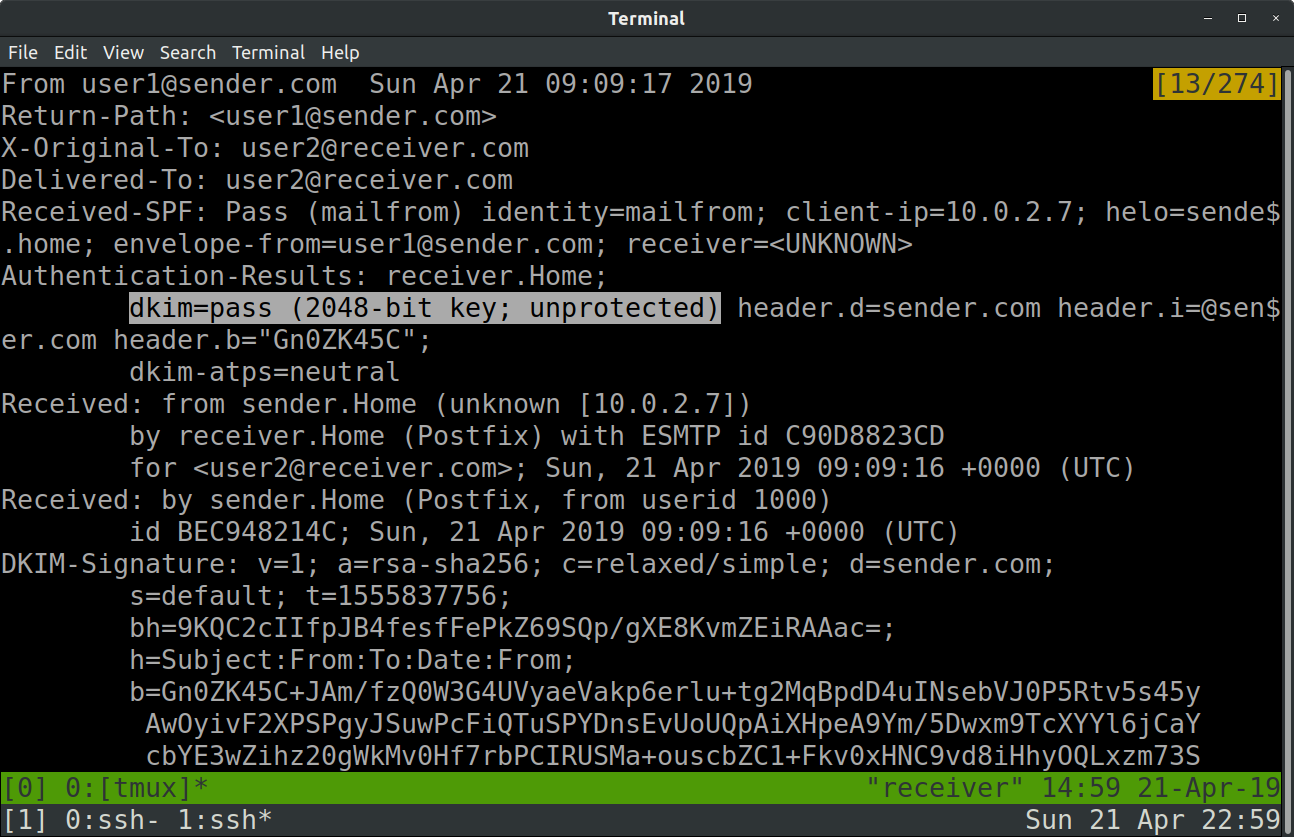 Terminal
File Edit View Search Terminal Help
From user1@sender.com  Sun Apr 21 09:09:17 2019 [13/274]
Return-Path: <user1@sender.com>
X-Original-To: user2@receiver.com
Delivered-To: user2@receiver.com
Received-SPF: Pass (mailfrom) identity=mailfrom; client-ip=10.0.2.7; helo=sende$
.home; envelope-from=user1@sender.com; receiver=<UNKNOWN>
Authentication-Results: receiver.Home;
dkim=pass (2048-bit key; unprotected) header.d=sender.com header.i=@sen$
er.com header.b="Gn0ZK45C";
dkim-atps=neutral
Received: from sender.Home (unknown [10.0.2.7])
by receiver.Home (Postfix) with ESMTP id C90D8823CD
for <user2@receiver.com>; Sun, 21 Apr 2019 09:09:16 +0000 (UTC)
Received: by sender.Home (Postfix, from userid 1000)
id BEC948214C; Sun, 21 Apr 2019 09:09:16 +0000 (UTC)
DKIM-Signature: v=1; a=rsa-sha256; c=relaxed/simple; d=sender.com;
s=default; t=1555837756;
bh=9KQC2cIIfpJB4fesfFePkZ69SQp/gXE8KvmZEiRAAac=;
h=Subject:From:To:Date:From;
b=Gn0ZK45C+JAm/fzQ0W3G4UVyaeVakp6erlu+tg2MqBpdD4uINsebVJ0P5Rtv5s45y
AwOyivF2XPSPgyJSuwPcFiQTuSPYDnsEvUoUQpAiXHpeA9Ym/5Dwxm9TcXYYl6jCaY
cbYE3wZihz20gWkMv0Hf7rbPCIRUSMa+ouscbZC1+Fkv0xHNC9vd8iHhyOQLxzm73S
[0] 0:[tmux]* "receiver" 14:59 21-Apr-19
[1] 0:ssh- 1:ssh* Sun 21 Apr 22:59